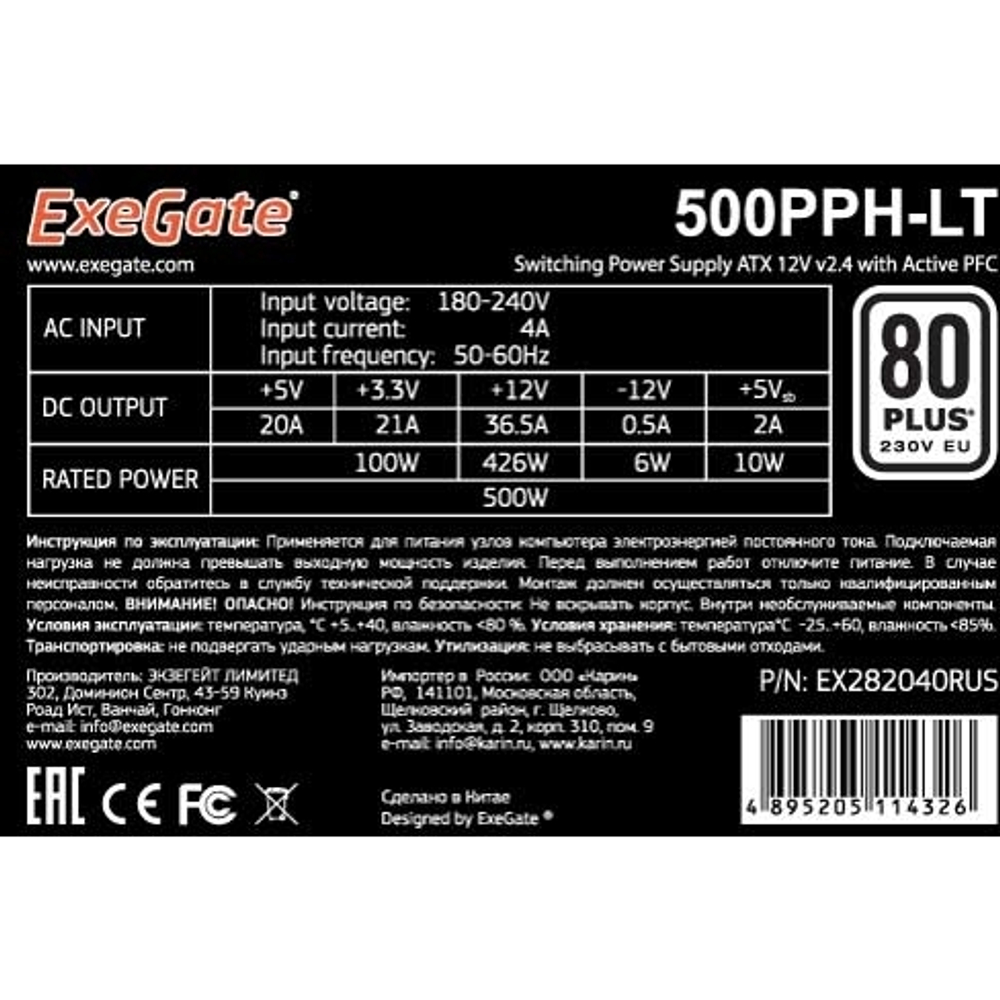 ExeGate®
www.exegate.com
500PPH-LT
Switching Power Supply ATX 12V v2.4 with Active PFC
AC INPUT
Input voltage: 180-240V
Input current: 4A
Input frequency: 50-60Hz
DC OUTPUT
+5V +3.3V +12V -12V +5Vsb
20A 21A 36.5A 0.5A 2A
RATED POWER
100W 426W 6W 10W
500W
80
PLUS®
230V EU
Инструкция по эксплуатации: Применяется для питания узлов компьютера электроэнергией постоянного тока. Подключаемая
нагрузка не должна превышать выходную мощность изделия. Перед выполнением работ отключите питание. В случае
неисправности обратитесь в службу технической поддержки. Монтаж должен осуществляться только квалифицированным
персоналом. ВНИМАНИЕ! ОПАСНО! Инструкция по безопасности: Не вскрывать корпус. Внутри необслуживаемые компоненты.
Условия эксплуатации: температура, °С +5..+40, влажность <80 %. Условия хранения: температура°С -25..+60, влажность <85%.
Транспортировка: не подвергать ударным нагрузкам. Утилизация: не выбрасывать с бытовыми отходами.
Производитель: ЭКЗЕГЕЙТ ЛИМИТЕД
302, Доминион Сентр, 43-59 Куинз
Роад Ист, Ванчай, Гонконг
e-mail: info@exegate.com
www.exegate.com
Импортер в России: ООО «Карин»
РФ, 141101, Московская область,
Щелковский район, г. Щелково,
ул. Заводская, д. 2, корп. 310, пом. 9
e-mail: info@karin.ru, www.karin.ru
Сделано в Китае
Designed by ExeGate ®
P/N: EX282040RUS
4 895205 114326
EAC CE FC